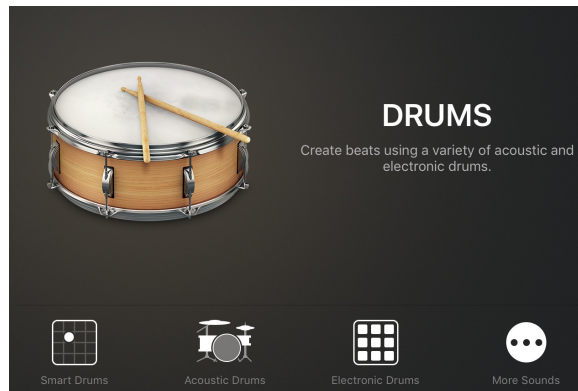 DRUMS
Create beats using a variety of acoustic and
electronic drums.
Smart Drums
Acoustic Drums
Electronic Drums
More Sounds